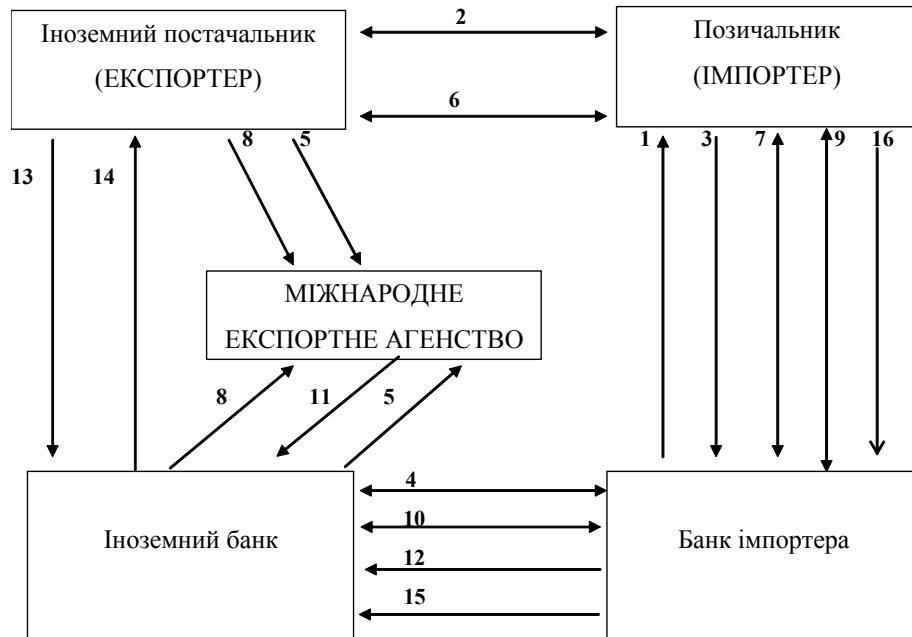 Іноземний постачальник
(ЕКСПОРТЕР)
2
Позичальник
(ІМПОРТЕР)
6
8
5
1
3
7
9
16
13
14
МІЖНАРОДНЕ
ЕКСПОРТНЕ АГЕНСТВО
8
11
5
4
10
12
15
Іноземний банк
Банк імпортера